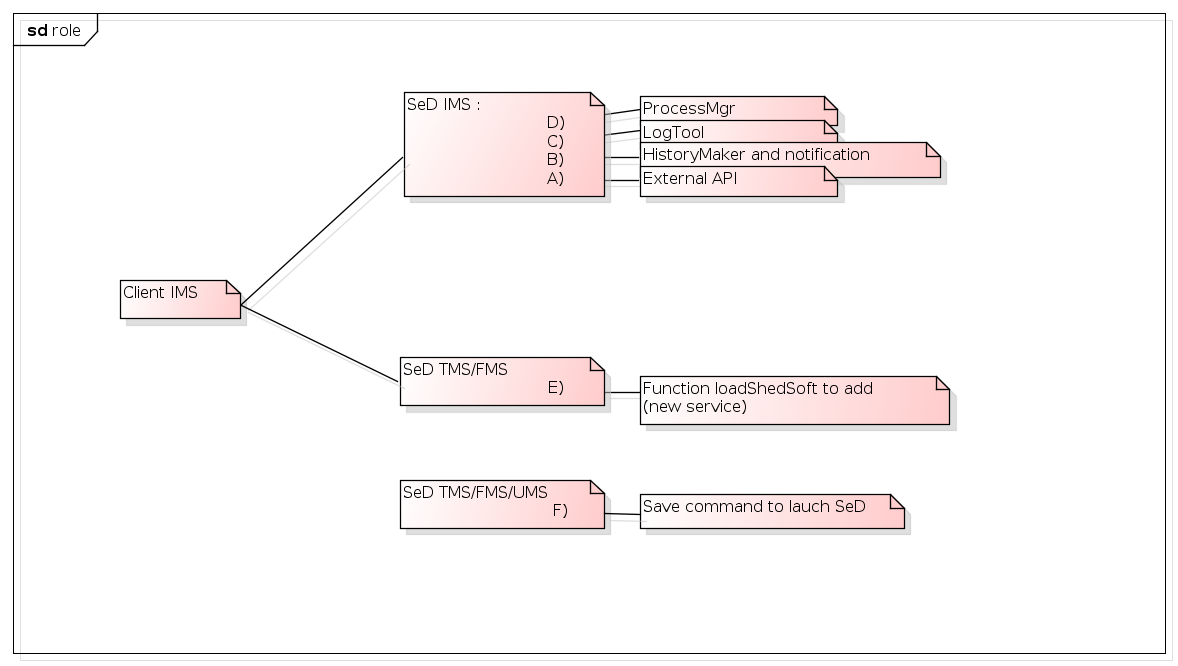 sd role
SeD IMS :
D)
C)
B)
A)
ProcessMgr
LogTool
HistoryMaker and notification
External API
Client IMS
SeD TMS/FMS
E)
Function loadShedSoft to add
(new service)
SeD TMS/FMS/UMS
F)
Save command to lauch SeD